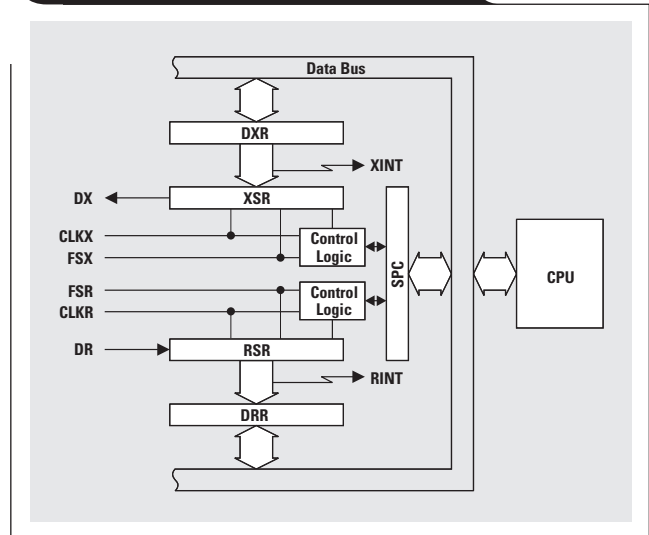 Data Bus
DXR
XINT
DX
XSR
CLKX
Control
Logic
FSX
SPC
CPU
FSR
Control
Logic
CLKR
DR
RSR
RINT
DRR